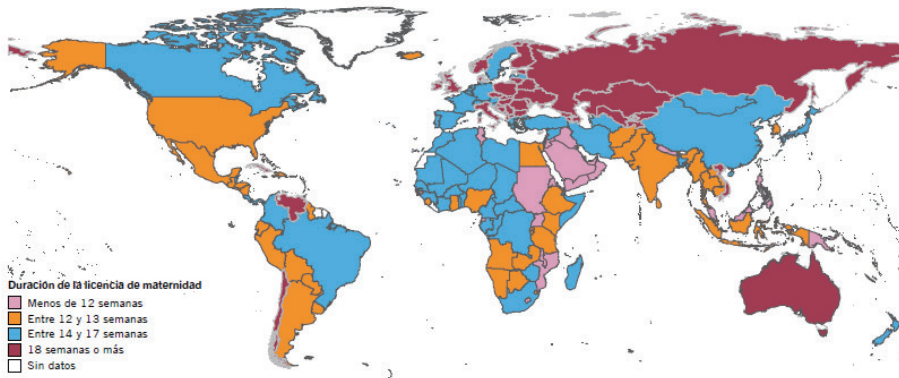 Duración de la licencia de maternidad
Menos de 12 semanas
Entre 12 y 13 semanas
Entre 14 y 17 semanas
18 semanas o más
Sin datos